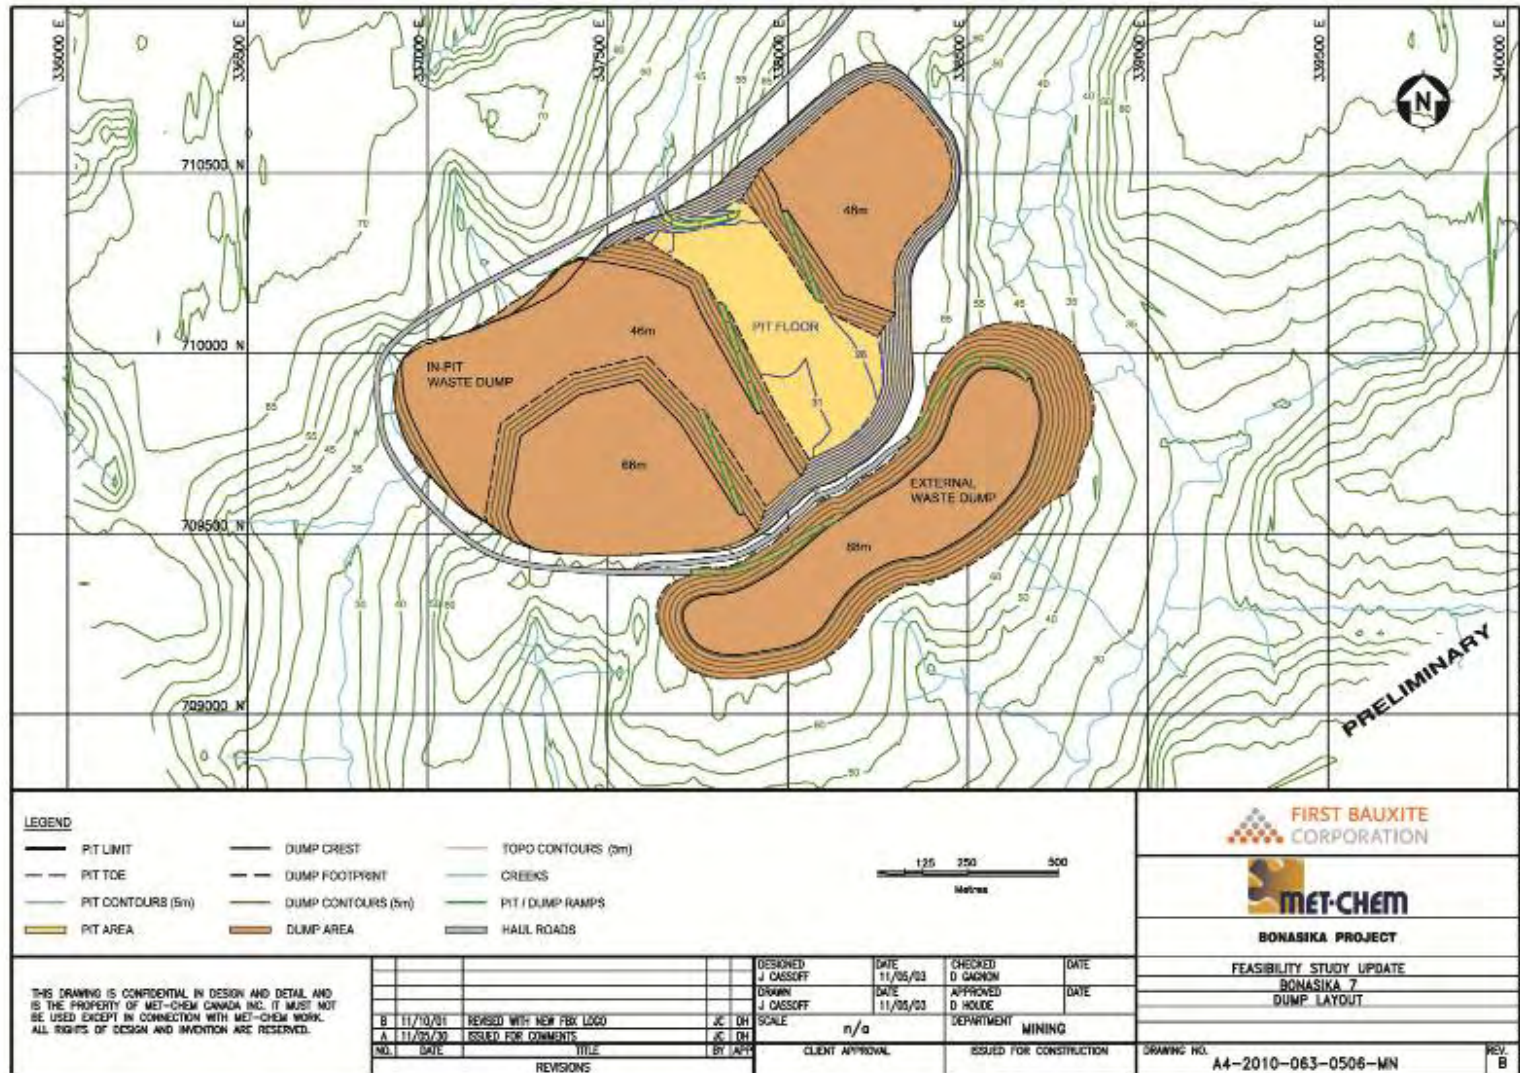 336000 E
336500 E
337000 E
337500 E
338000 E
338500 E
339000 E
339500 E
340000 E
N
710500 N
710000 N
709500 N
709000 N
70
70
48m
46m
PIT FLOOR
IN-PIT
WASTE DUMP
31
68m
EXTERNAL
WASTE DUMP
88m
PRELIMINARY
LEGEND
PIT LIMIT
PIT TOE
PIT CONTOURS (5m)
PIT AREA
DUMP CREST
DUMP FOOTPRINT
DUMP CONTOURS (5m)
DUMP AREA
TOPO CONTOURS (5m)
CREEKS
PIT / DUMP RAMPS
HAUL ROADS
125 250 500
Metres
FIRST BAUXITE
CORPORATION
MET-CHEM
BONASIKA PROJECT
FEASIBILITY STUDY UPDATE
BONASIKA 7
DUMP LAYOUT
DRAWING NO.
A4-2010-063-0506-MN
REV.
B
THIS DRAWING IS CONFIDENTIAL IN DESIGN AND DETAIL AND
IS THE PROPERTY OF MET-CHEM CANADA INC. IT MUST NOT
BE USED EXCEPT IN CONNECTION WITH MET-CHEM WORK.
ALL RIGHTS OF DESIGN AND INVENTION ARE RESERVED.
B 11/10/01 REVISED WITH NEW FBX LOGO JC DH
A 11/05/30 ISSUED FOR COMMENTS JC DH
NO. DATE TITLE BY APP
REVISIONS
DESIGNED DATE CHECKED DATE
J CASSOFF 11/05/03 D GAGNON
DRAWN DATE APPROVED DATE
J CASSOFF 11/05/03 D HOUDE
SCALE n/a DEPARTMENT MINING
CLIENT APPROVAL ISSUED FOR CONSTRUCTION